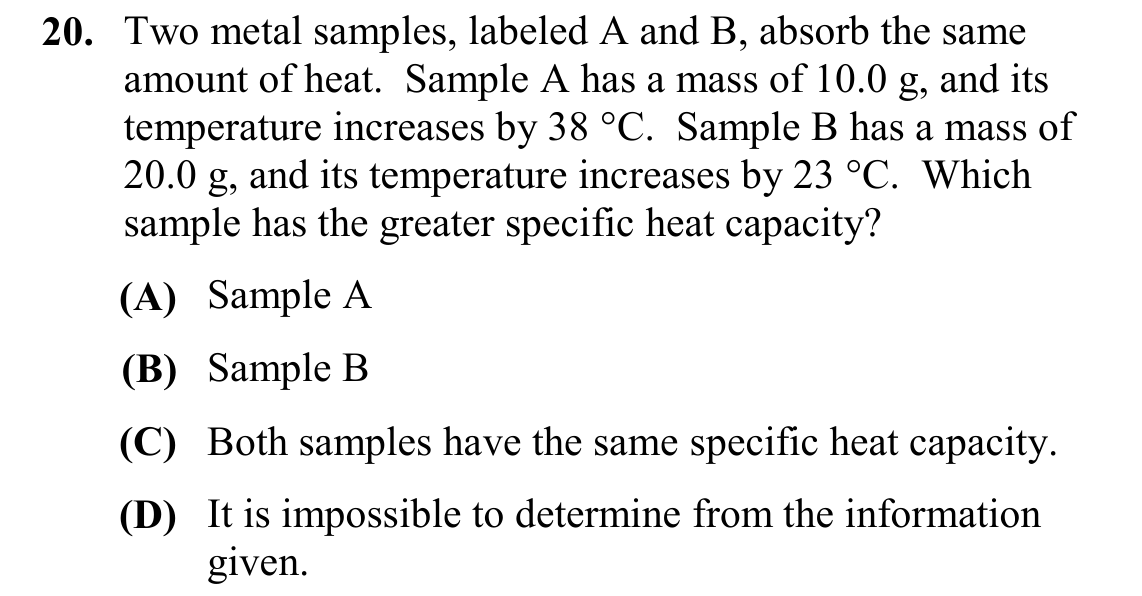 20. Two metal samples, labeled A and B, absorb the same
amount of heat. Sample A has a mass of 10.0 g, and its
temperature increases by 38 °C. Sample B has a mass of
20.0 g, and its temperature increases by 23 °C. Which
sample has the greater specific heat capacity?
(A) Sample A
(B) Sample B
(C) Both samples have the same specific heat capacity.
(D) It is impossible to determine from the information
given.